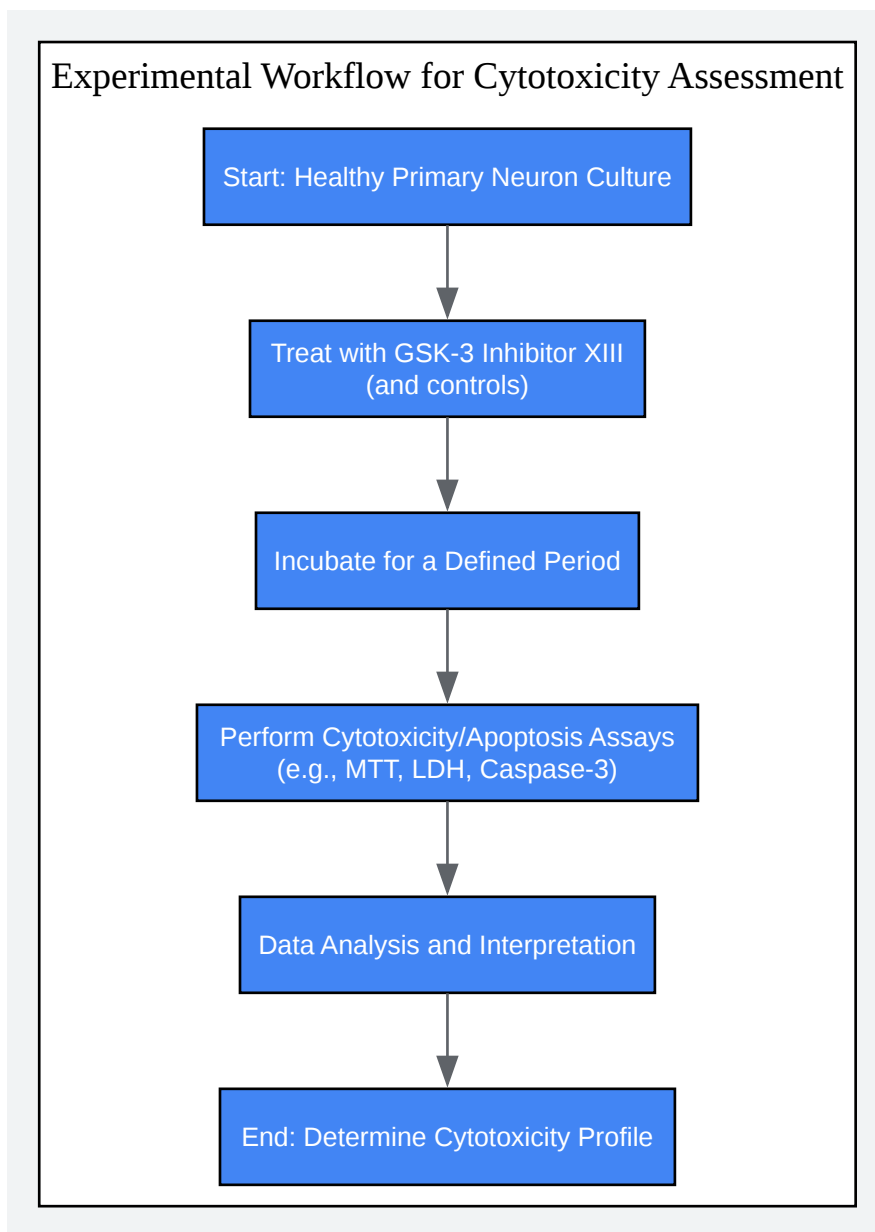 Experimental Workflow for Cytotoxicity Assessment
Start: Healthy Primary Neuron Culture
Treat with GSK-3 Inhibitor XIII
(and controls)
Incubate for a Defined Period
Perform Cytotoxicity/Apoptosis Assays
(e.g., MTT, LDH, Caspase-3)
Data Analysis and Interpretation
End: Determine Cytotoxicity Profile